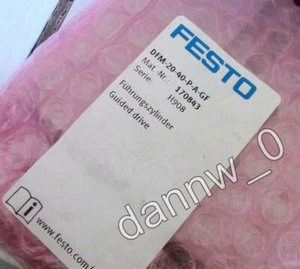 FESTO
DFM-20-40-P-A-GF
Mat.-Nr.: 170843
Serie: H908
Führungszylinder
Guided drive
www.festo.com/
dannw_0